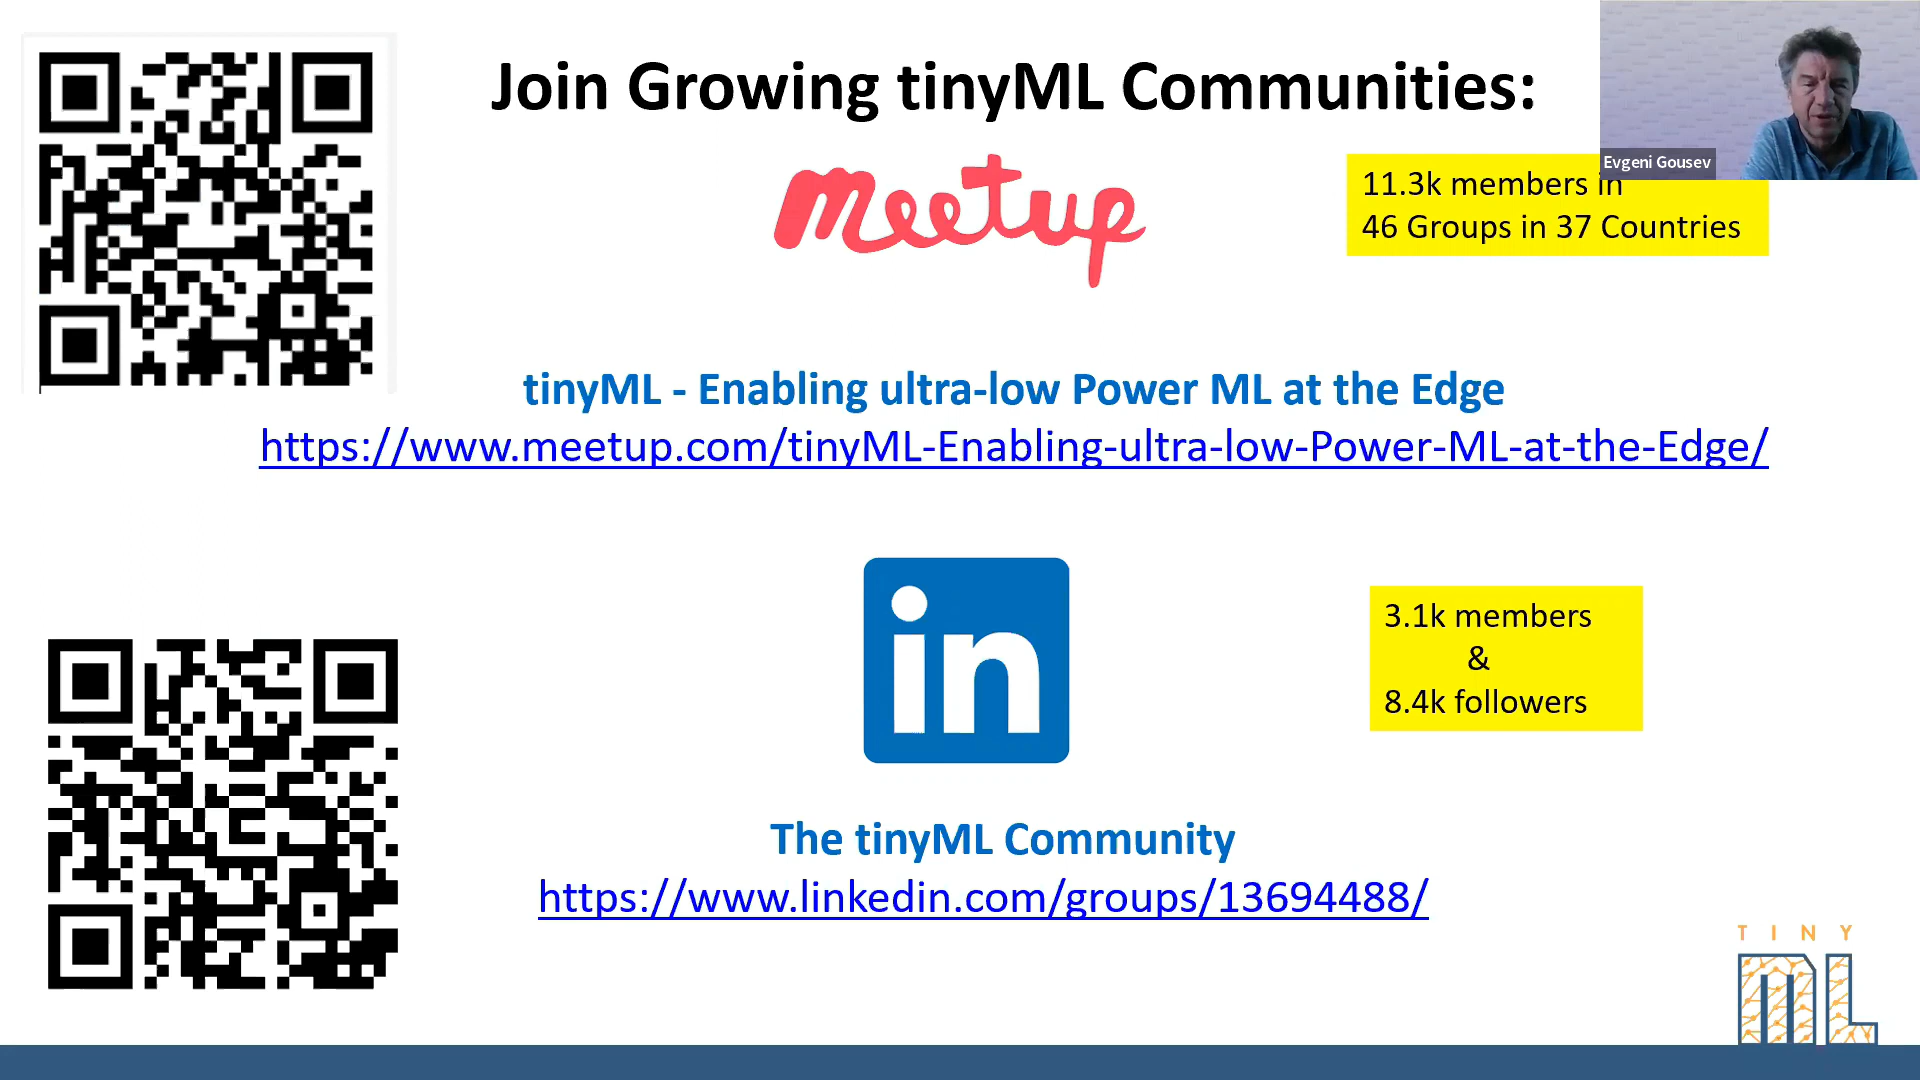 Join Growing tinyML Communities:
Evgeni Gousev
meetup
11.3k members in
46 Groups in 37 Countries
tinyML - Enabling ultra-low Power ML at the Edge
https://www.meetup.com/tinyML-Enabling-ultra-low-Power-ML-at-the-Edge/
in
3.1k members
&
8.4k followers
The tinyML Community
https://www.linkedin.com/groups/13694488/
TINY
ML